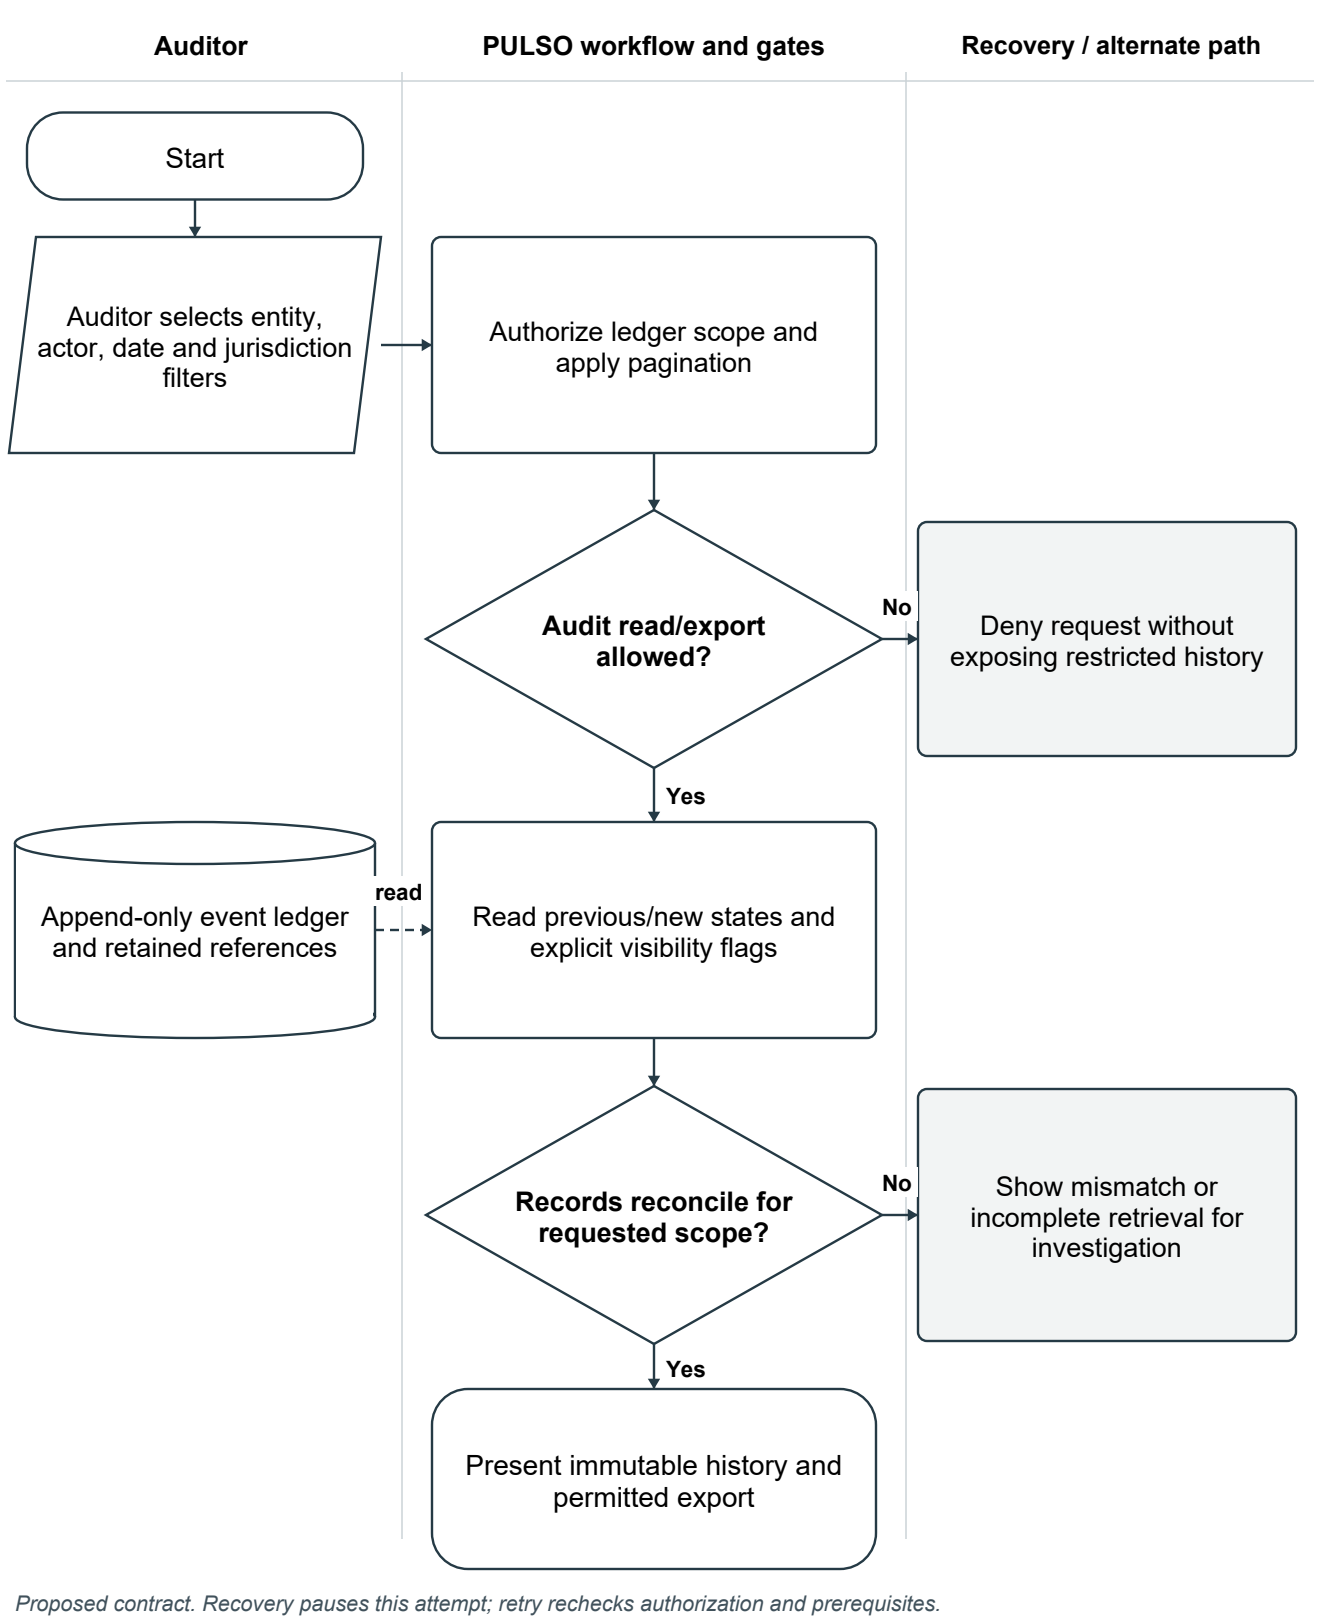 Auditor
PULSO workflow and gates
Recovery / alternate path
Start
Auditor selects entity,
actor, date and jurisdiction
filters
Authorize ledger scope and
apply pagination
Audit read/export
allowed?
No
Deny request without
exposing restricted history
Yes
Append-only event ledger
and retained references
read
Read previous/new states and
explicit visibility flags
Records reconcile for
requested scope?
No
Show mismatch or
incomplete retrieval for
investigation
Yes
Present immutable history and
permitted export
Proposed contract. Recovery pauses this attempt; retry rechecks authorization and prerequisites.